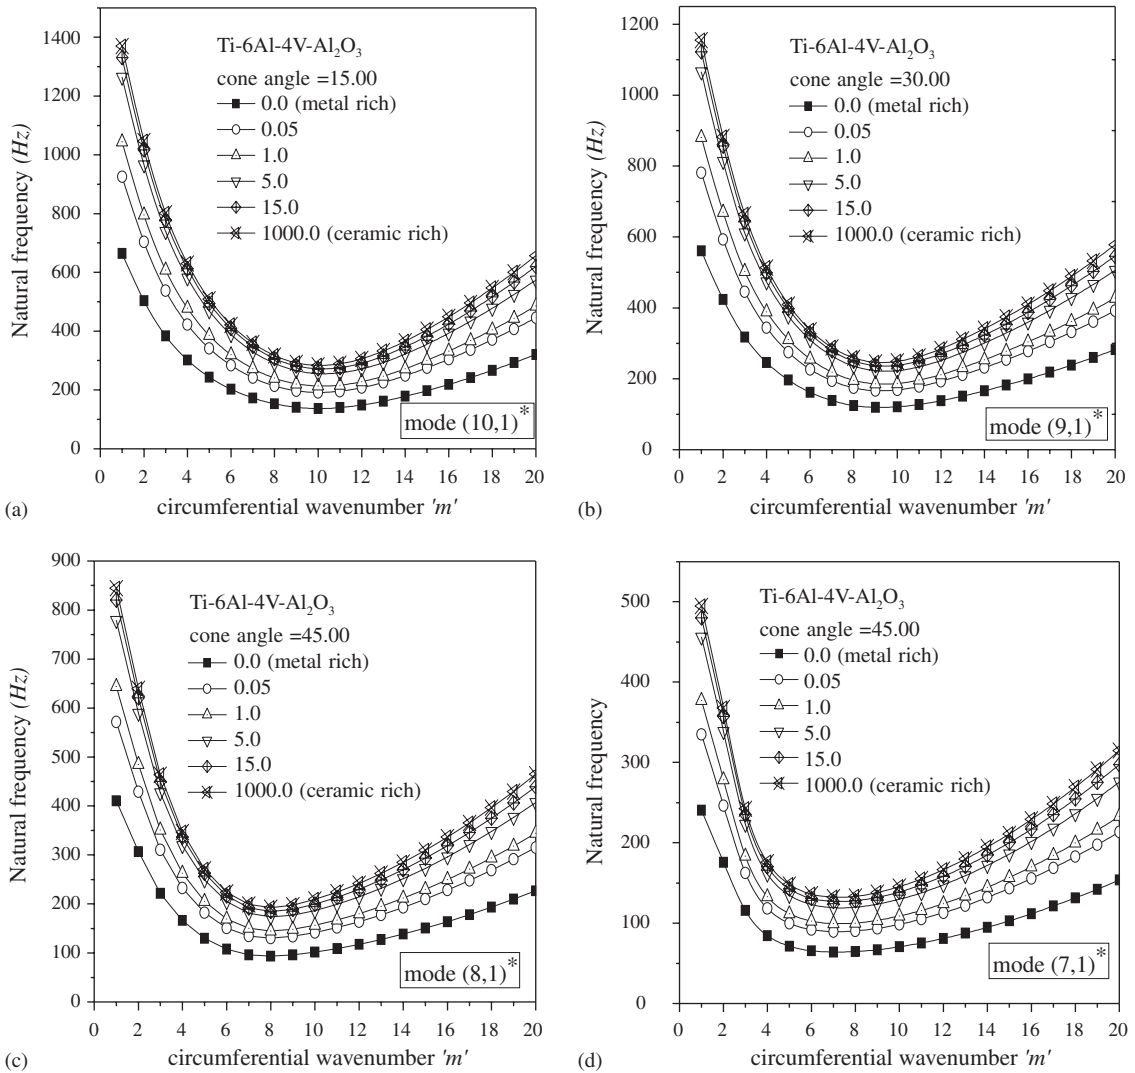 1400
1200
1000
800
600
400
200
0
Natural frequency (Hz)
Ti-6Al-4V-Al₂O₃
cone angle =15.00
0.0 (metal rich)
0.05
1.0
5.0
15.0
1000.0 (ceramic rich)
mode (10,1)*
0 2 4 6 8 10 12 14 16 18 20
(a)
circumferential wavenumber 'm'
1200
1000
800
600
400
200
0
Natural frequency (Hz)
Ti-6Al-4V-Al₂O₃
cone angle =30.00
0.0 (metal rich)
0.05
1.0
5.0
15.0
1000.0 (ceramic rich)
mode (9,1)*
0 2 4 6 8 10 12 14 16 18 20
(b)
circumferential wavenumber 'm'
900
800
700
600
500
400
300
200
100
0
Natural frequency (Hz)
Ti-6Al-4V-Al₂O₃
cone angle =45.00
0.0 (metal rich)
0.05
1.0
5.0
15.0
1000.0 (ceramic rich)
mode (8,1)*
0 2 4 6 8 10 12 14 16 18 20
(c)
circumferential wavenumber 'm'
500
400
300
200
100
0
Natural frequency
Ti-6Al-4V-Al₂O₃
cone angle =45.00
0.0 (metal rich)
0.05
1.0
5.0
15.0
1000.0 (ceramic rich)
mode (7,1)*
0 2 4 6 8 10 12 14 16 18 20
(d)
circumferential wavenumber 'm'